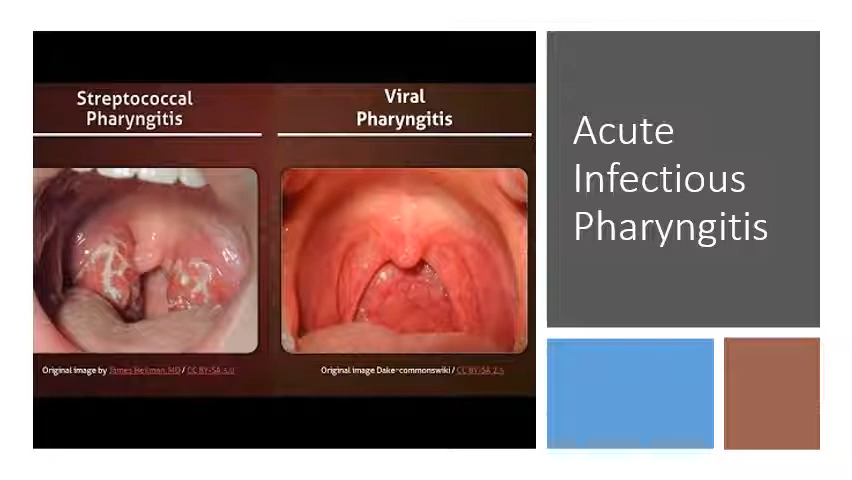 Streptococcal
Pharyngitis
Viral
Pharyngitis
Original image by James Heilman, MD / CC BY-SA 3.0
Original image Dake~commonswiki / CC BY-SA 2.5
Acute
Infectious
Pharyngitis